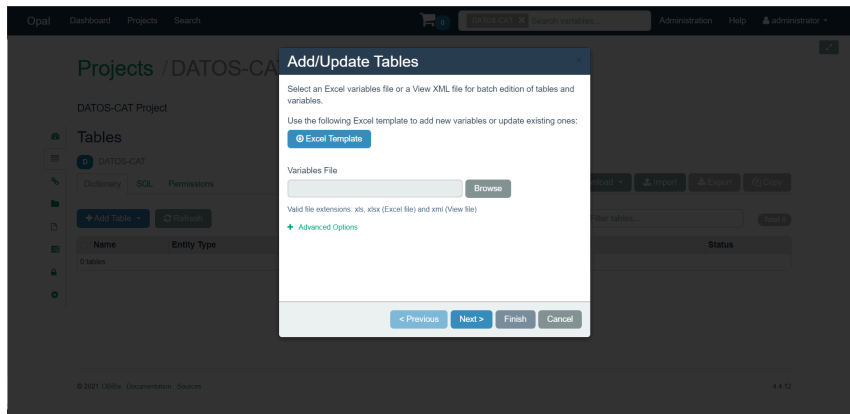 Opal Dashboard Projects Search 0 DATOS-CAT × Search variables... Administration Help administrator
Projects / DATOS-CA
Add/Update Tables ×
Select an Excel variables file or a View XML file for batch edition of tables and
variables.
DATOS-CAT Project
Use the following Excel template to add new variables or update existing ones:
Excel Template
Tables
D DATOS-CAT
Variables File
Browse
Dictionary SQL Permissions
Import Export Copy
Valid file extensions: xls, xlsx (Excel file) and xml (View file)
+ Add Table Refresh
Filter tables...
+ Advanced Options
Name Entity Type Status
0 tables
< Previous Next > Finish Cancel
© 2021 OBiBa Documentation Sources
4.4.12